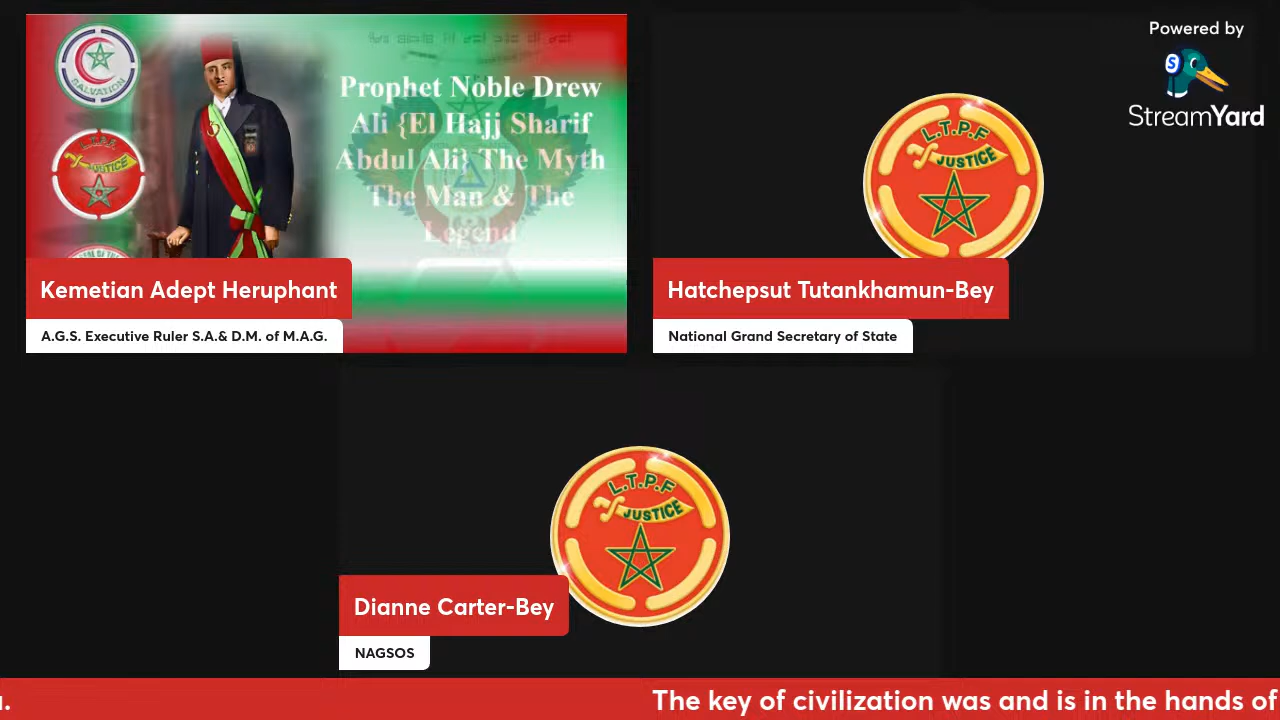 Powered by
StreamYard
SALVATION
L.T.P.F
JUSTICE
Prophet Noble Drew
Ali {El Hajj Sharif
Abdul Ali} The Myth
The Man & The
Legend
Kemetian Adept Heruphant
A.G.S. Executive Ruler S.A.& D.M. of M.A.G.
L.T.P.F
JUSTICE
Hatchepsut Tutankhamun-Bey
National Grand Secretary of State
L.T.P.F
JUSTICE
Dianne Carter-Bey
NAGSOS
The key of civilization was and is in the hands of